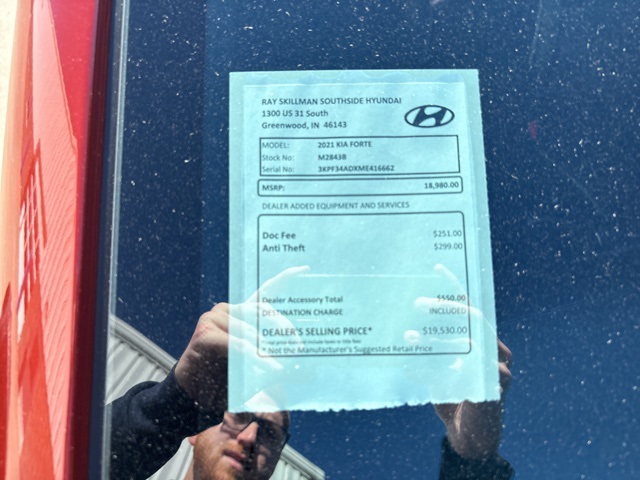 RAY SKILLMAN SOUTHSIDE HYUNDAI
1300 US 31 South
Greenwood, IN 46143
MODEL: 2021 KIA FORTE
Stock No: M2843B
Serial No: 3KPF34ADXME416662
MSRP: 18,980.00
DEALER ADDED EQUIPMENT AND SERVICES
Doc Fee $251.00
Anti Theft $299.00
Dealer Accessory Total $550.00
DESTINATION CHARGE INCLUDED
DEALER'S SELLING PRICE* $19,530.00
* Not the Manufacturer's Suggested Retail Price